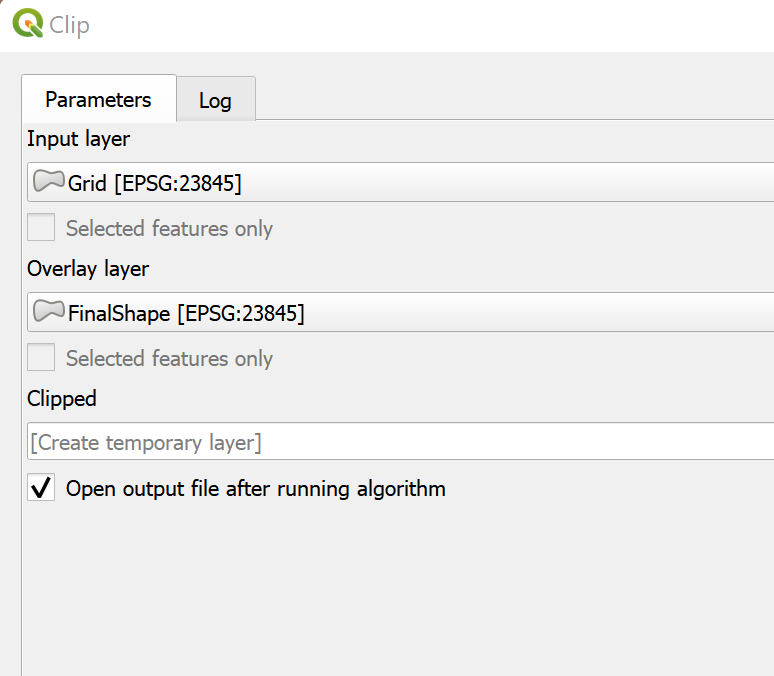 Clip
Parameters
Log
Input layer
Grid [EPSG:23845]
Selected features only
Overlay layer
FinalShape [EPSG:23845]
Selected features only
Clipped
[Create temporary layer]
Open output file after running algorithm